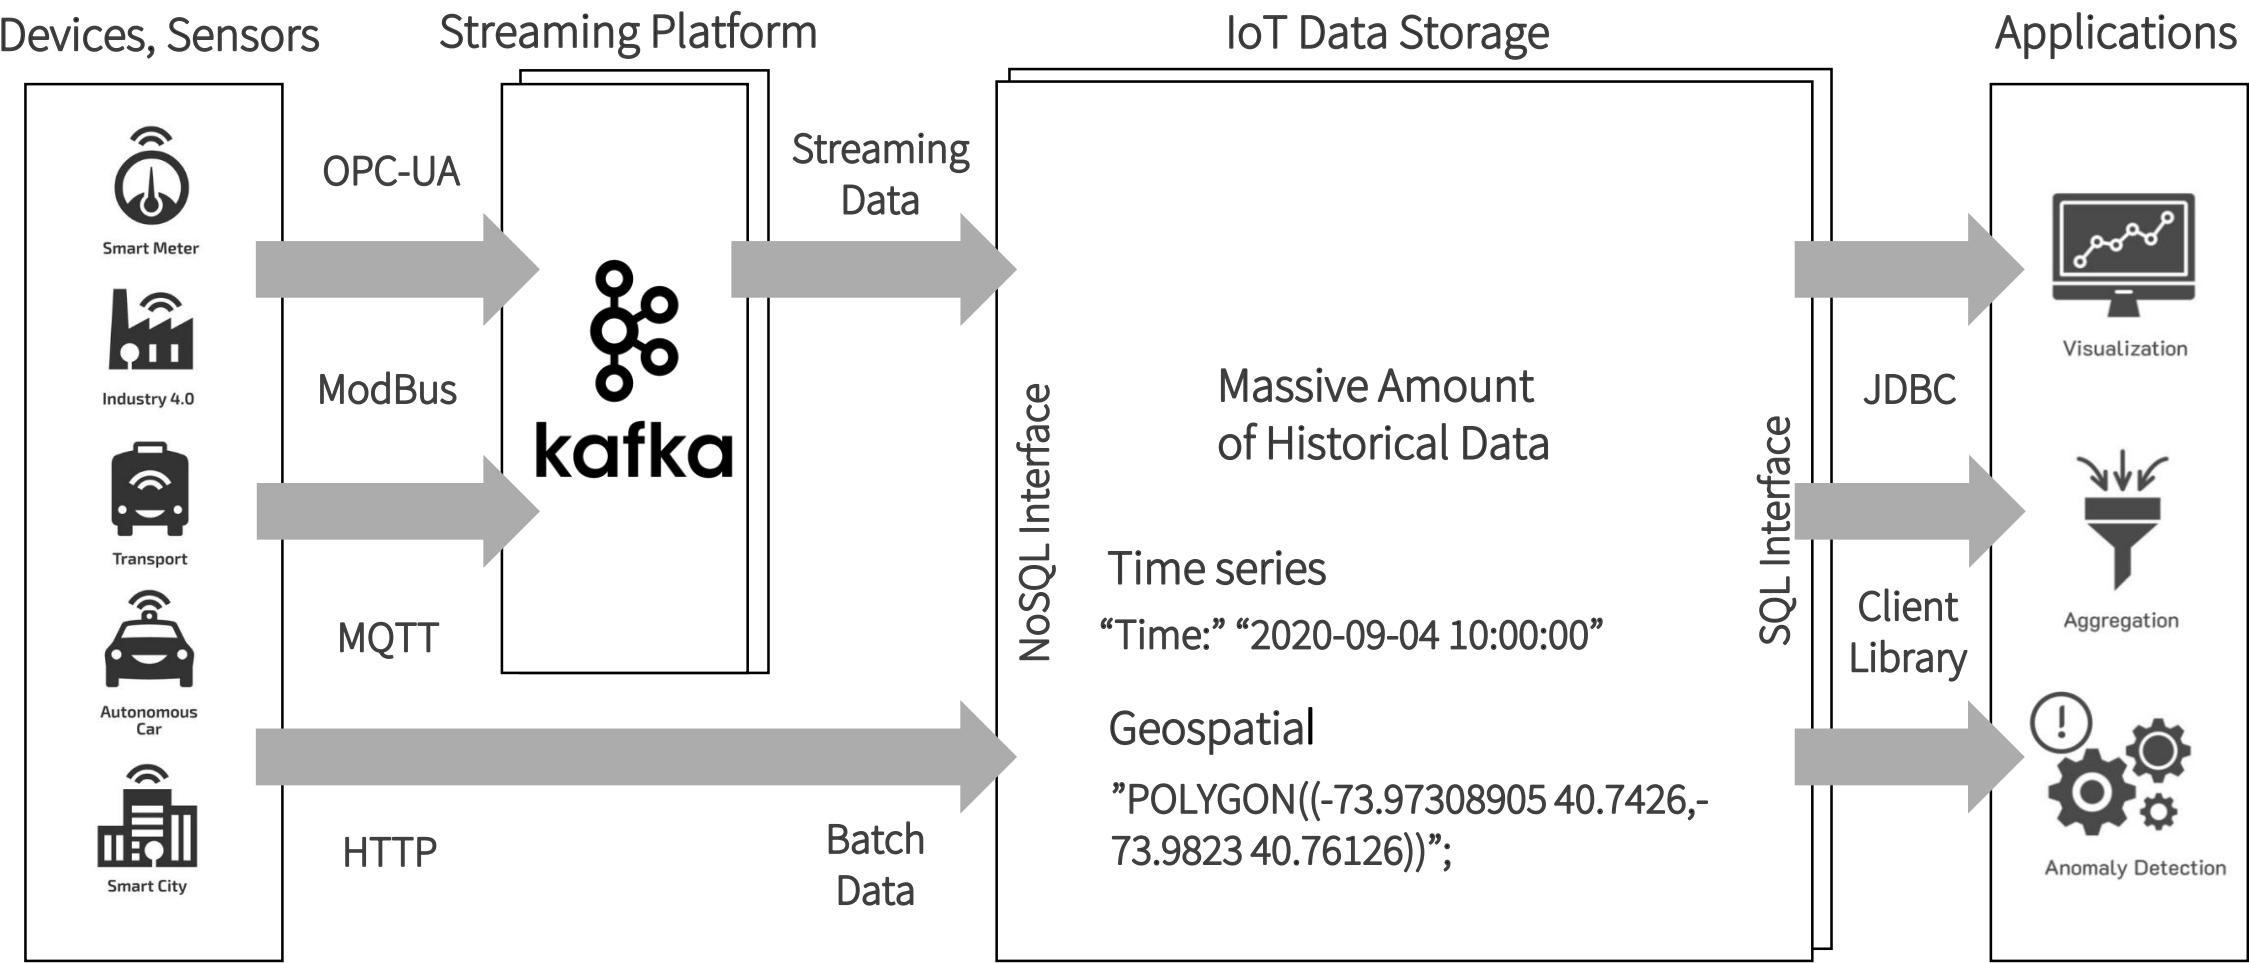 Devices, Sensors
Streaming Platform
IoT Data Storage
Applications
Smart Meter
Industry 4.0
Transport
Autonomous
Car
Smart City
OPC-UA
ModBus
MQTT
HTTP
kafka
Streaming
Data
Batch
Data
NoSQL Interface
Massive Amount
of Historical Data
Time series
“Time:” “2020-09-04 10:00:00”
Geospatial
”POLYGON((-73.97308905 40.7426,-
73.9823 40.76126))”;
SQL Interface
JDBC
Client
Library
Visualization
Aggregation
!
Anomaly Detection